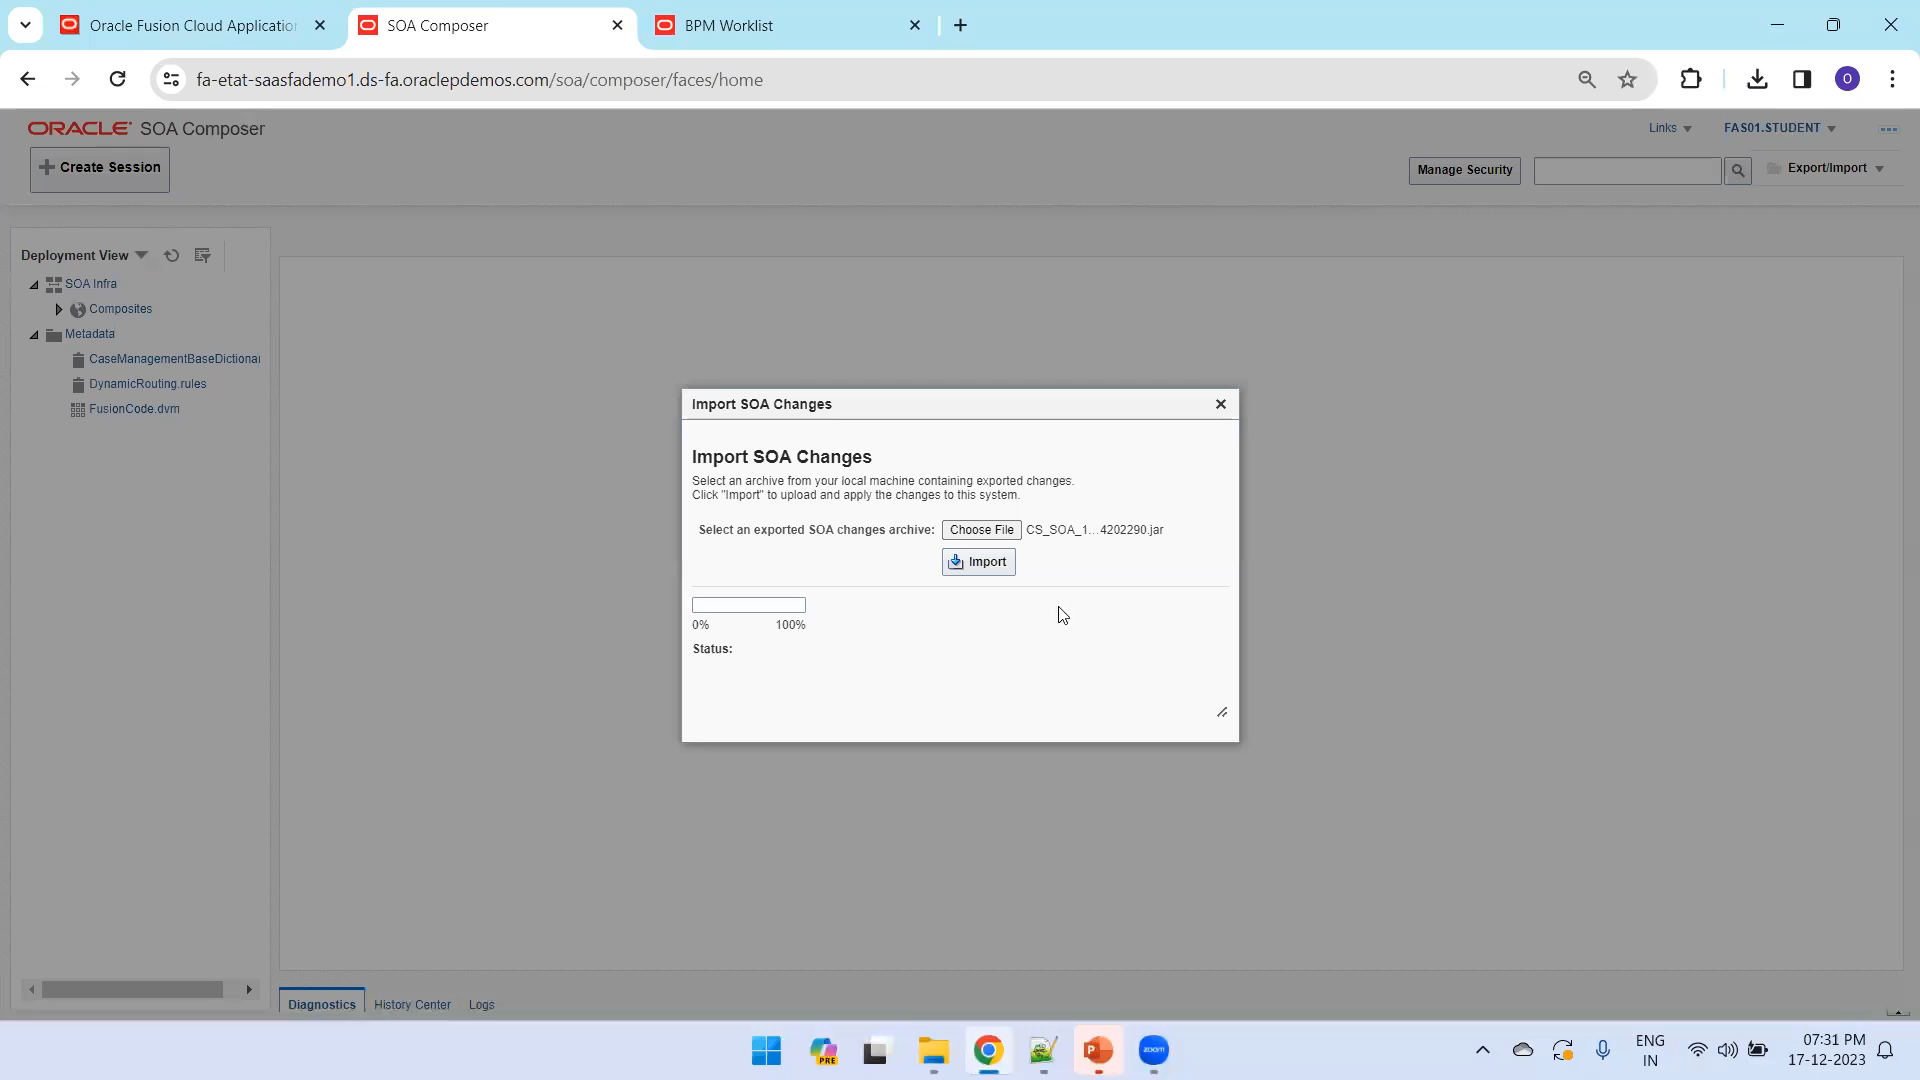 Oracle Fusion Cloud Applicatio
SOA Composer
BPM Worklist
fa-etat-saasfademo1.ds-fa.oraclepdemos.com/soa/composer/faces/home
O
ORACLE SOA Composer
Links
FAS01.STUDENT
Create Session
Manage Security
Export/Import
Deployment View
SOA Infra
Composites
Metadata
CaseManagementBaseDictionar
DynamicRouting.rules
FusionCode.dvm
Import SOA Changes
Import SOA Changes
Select an archive from your local machine containing exported changes.
Click "Import" to upload and apply the changes to this system.
Select an exported SOA changes archive: Choose File CS_SOA_1...4202290.jar
Import
0% 100%
Status:
Diagnostics History Center Logs
PRE
P
zoom
ENG
IN
07:31 PM
17-12-2023